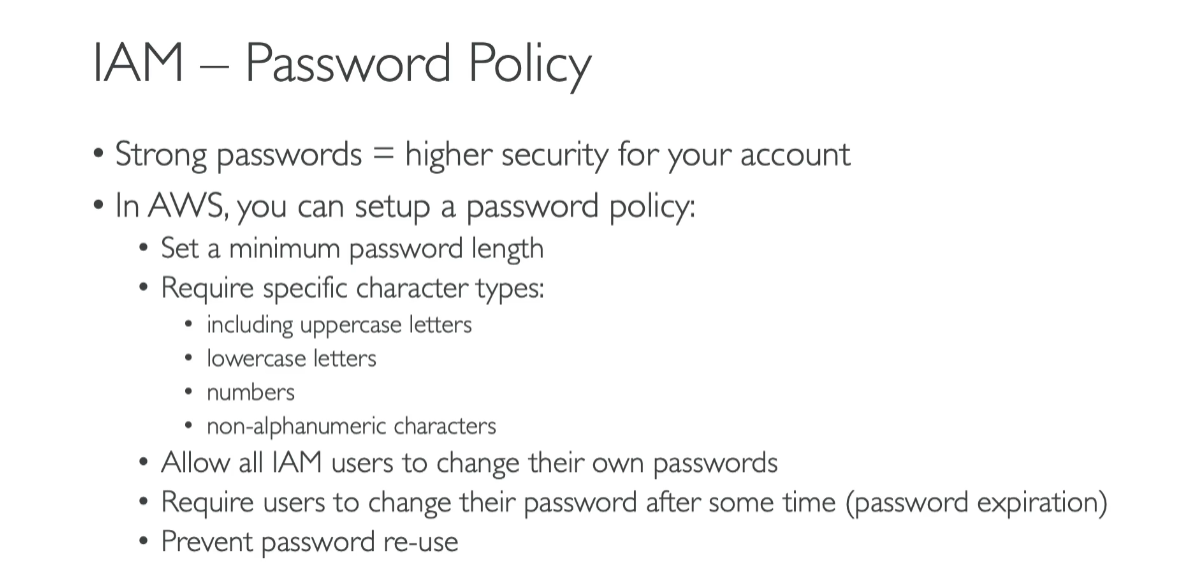 IAM – Password Policy
• Strong passwords = higher security for your account
• In AWS, you can setup a password policy:
• Set a minimum password length
• Require specific character types:
• including uppercase letters
• lowercase letters
• numbers
• non-alphanumeric characters
• Allow all IAM users to change their own passwords
• Require users to change their password after some time (password expiration)
• Prevent password re-use